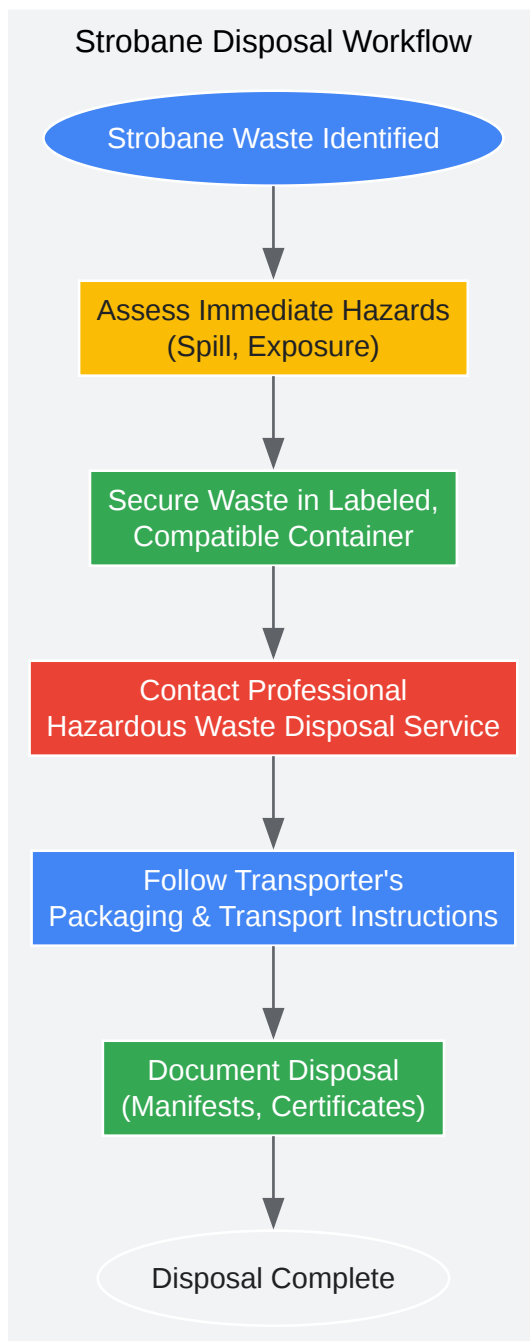 Strobane Disposal Workflow
Strobane Waste Identified
Assess Immediate Hazards
(Spill, Exposure)
Secure Waste in Labeled,
Compatible Container
Contact Professional
Hazardous Waste Disposal Service
Follow Transporter's
Packaging & Transport Instructions
Document Disposal
(Manifests, Certificates)
Disposal Complete